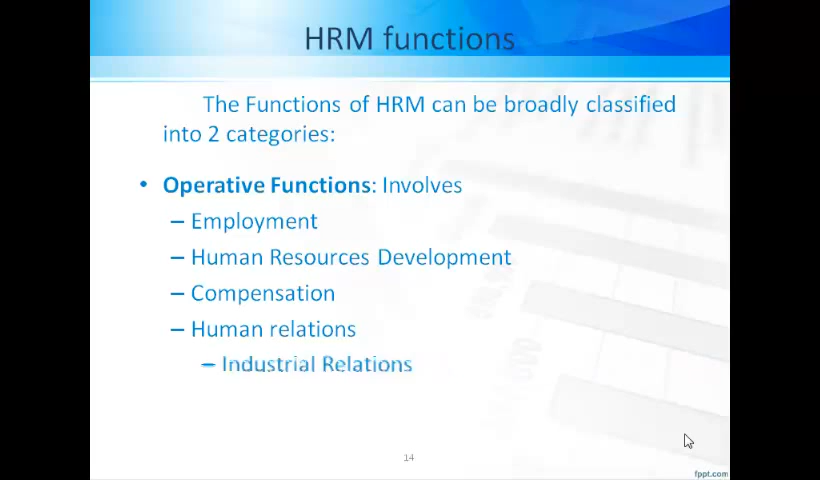 HRM functions
The Functions of HRM can be broadly classified
into 2 categories:
• Operative Functions: Involves
– Employment
– Human Resources Development
– Compensation
– Human relations
– Industrial Relations
14
fppt.com